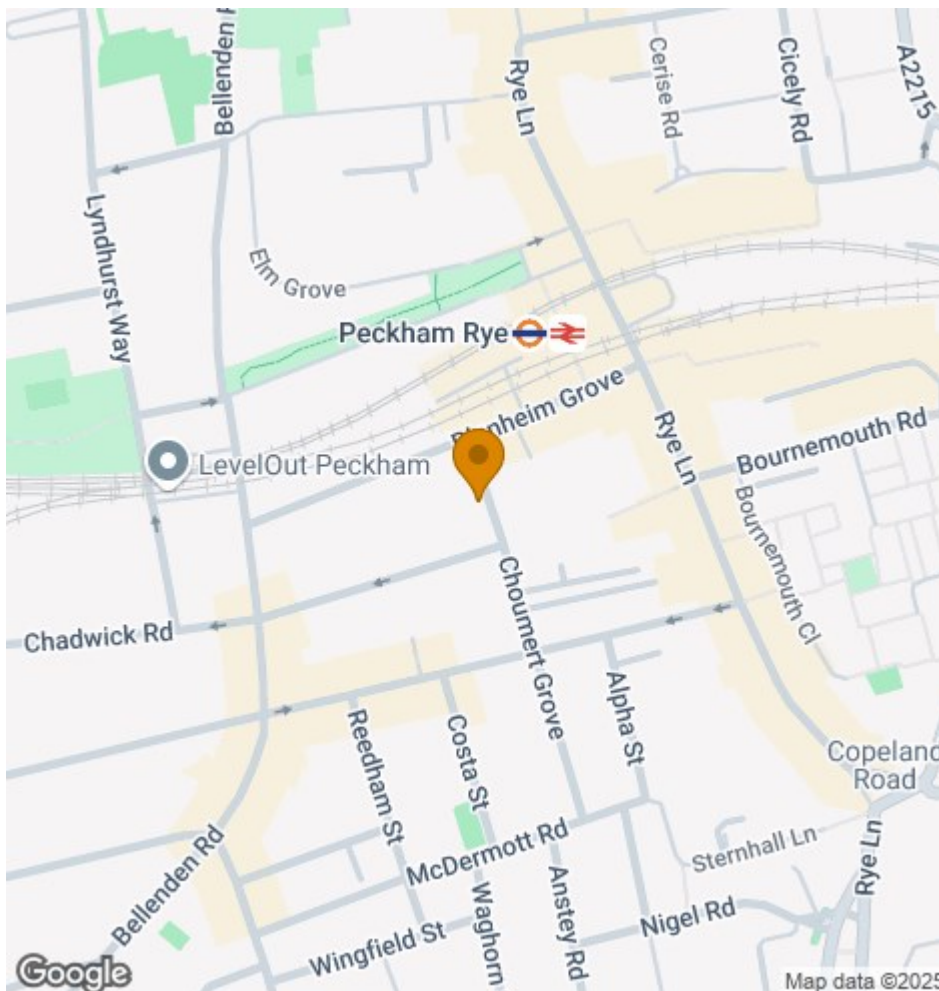 Bellenden
Rye Ln
Cerise Rd
Cicely Rd
A2215
Lyndhurst Way
Elm Grove
Peckham Rye
Blenheim Grove
LevelOut Peckham
Rye Ln
Bournemouth Rd
Bournemouth Cl
Chadwick Rd
Choumert Grove
Alpha St
Reedham St
Costa St
Copeland
Road
McDermott Rd
Sternhall Ln
Rye Ln
Bellenden Rd
Waghorn
Anstey Rd
Nigel Rd
Wingfield St
Google
Map data ©2025